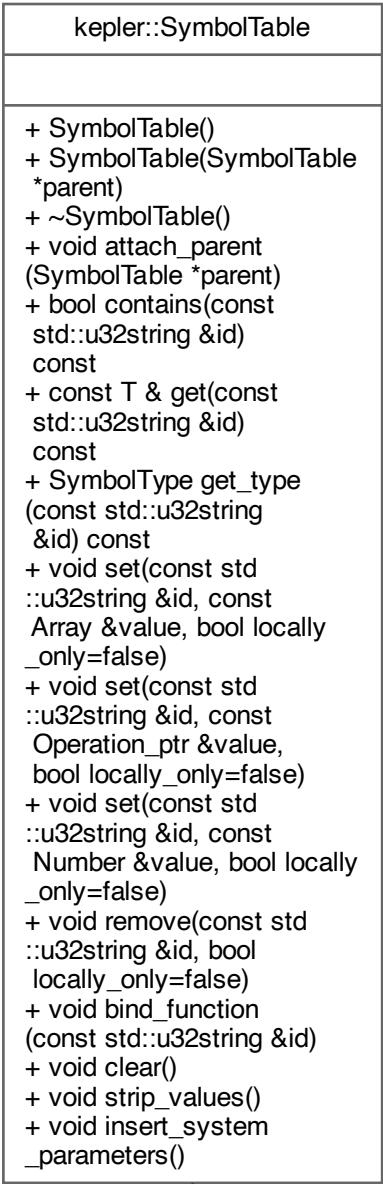 kepler::SymbolTable
+ SymbolTable()
+ SymbolTable(SymbolTable
*parent)
+ ~SymbolTable()
+ void attach_parent
(SymbolTable *parent)
+ bool contains(const
std::u32string &id)
const
+ const T & get(const
std::u32string &id)
const
+ SymbolType get_type
(const std::u32string
&id) const
+ void set(const std
::u32string &id, const
Array &value, bool locally
_only=false)
+ void set(const std
::u32string &id, const
Operation_ptr &value,
bool locally_only=false)
+ void set(const std
::u32string &id, const
Number &value, bool locally
_only=false)
+ void remove(const std
::u32string &id, bool
locally_only=false)
+ void bind_function
(const std::u32string &id)
+ void clear()
+ void strip_values()
+ void insert_system
_parameters()